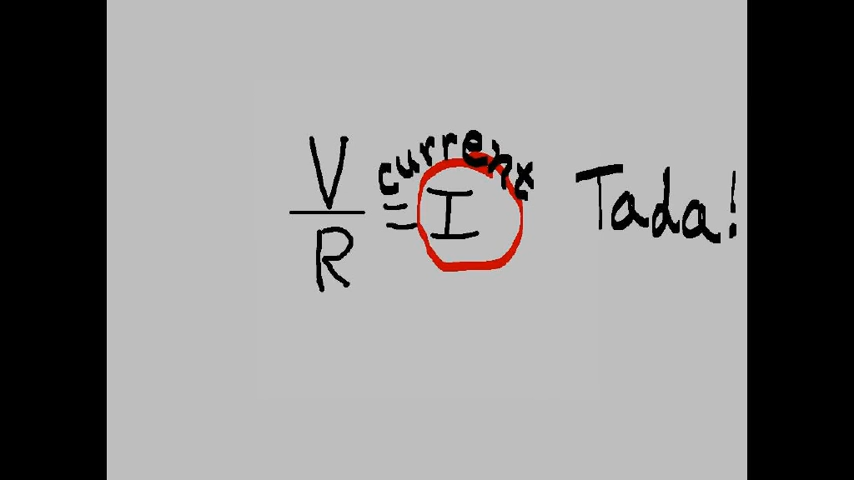 current
V/R = I
Tada!